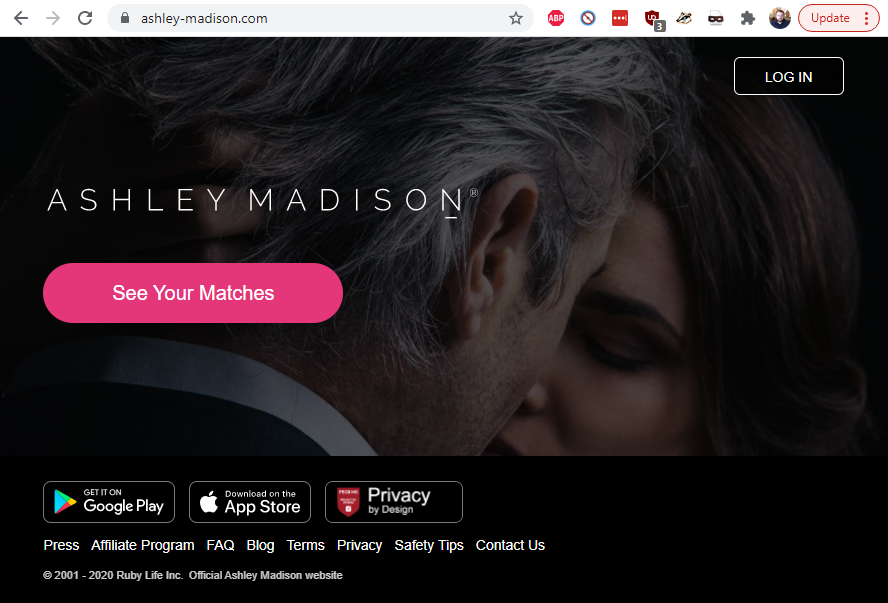 ashley-madison.com
ABP
3
Update
LOG IN
ASHLEY MADISON®
See Your Matches
GET IT ON
Google Play
Download on the
App Store
Privacy
by Design
Press Affiliate Program FAQ Blog Terms Privacy Safety Tips Contact Us
© 2001 - 2020 Ruby Life Inc. Official Ashley Madison website